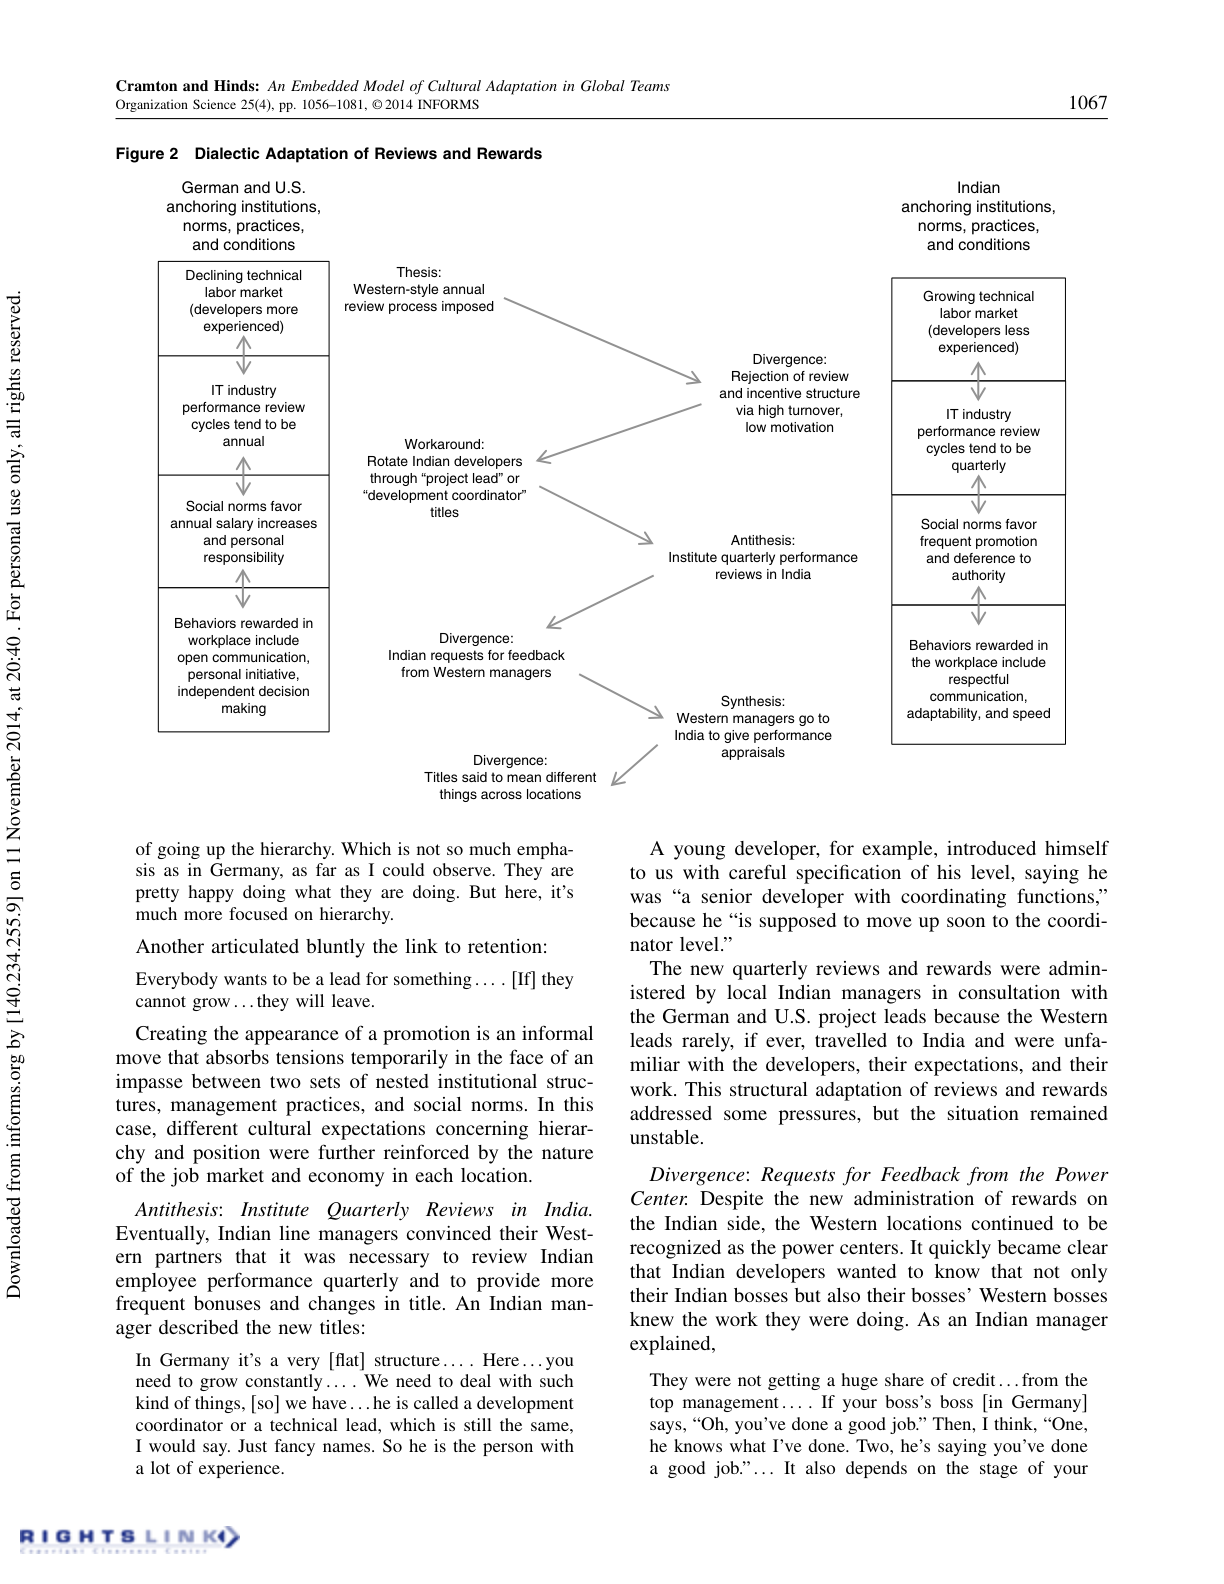 Cramton and Hinds: An Embedded Model of Cultural Adaptation in Global Teams
Organization Science 25(4), pp. 1056–1081, © 2014 INFORMS
1067
Figure 2 Dialectic Adaptation of Reviews and Rewards
German and U.S.
anchoring institutions,
norms, practices,
and conditions
Declining technical
labor market
(developers more
experienced)
IT industry
performance review
cycles tend to be
annual
Social norms favor
annual salary increases
and personal
responsibility
Behaviors rewarded in
workplace include
open communication,
personal initiative,
independent decision
making
Thesis:
Western-style annual
review process imposed
Divergence:
Rejection of review
and incentive structure
via high turnover,
low motivation
Workaround:
Rotate Indian developers
through “project lead” or
“development coordinator”
titles
Antithesis:
Institute quarterly performance
reviews in India
Divergence:
Indian requests for feedback
from Western managers
Synthesis:
Western managers go to
India to give performance
appraisals
Divergence:
Titles said to mean different
things across locations
Indian
anchoring institutions,
norms, practices,
and conditions
Growing technical
labor market
(developers less
experienced)
IT industry
performance review
cycles tend to be
quarterly
Social norms favor
frequent promotion
and deference to
authority
Behaviors rewarded in
the workplace include
respectful
communication,
adaptability, and speed
of going up the hierarchy. Which is not so much empha-
sis as in Germany, as far as I could observe. They are
pretty happy doing what they are doing. But here, it’s
much more focused on hierarchy.
Another articulated bluntly the link to retention:
Everybody wants to be a lead for something . . . . [If] they
cannot grow . . . they will leave.
Creating the appearance of a promotion is an informal
move that absorbs tensions temporarily in the face of an
impasse between two sets of nested institutional struc-
tures, management practices, and social norms. In this
case, different cultural expectations concerning hierar-
chy and position were further reinforced by the nature
of the job market and economy in each location.
Antithesis: Institute Quarterly Reviews in India.
Eventually, Indian line managers convinced their West-
ern partners that it was necessary to review Indian
employee performance quarterly and to provide more
frequent bonuses and changes in title. An Indian man-
ager described the new titles:
In Germany it’s a very [flat] structure . . . . Here . . . you
need to grow constantly . . . . We need to deal with such
kind of things, [so] we have . . . he is called a development
coordinator or a technical lead, which is still the same,
I would say. Just fancy names. So he is the person with
a lot of experience.
A young developer, for example, introduced himself
to us with careful specification of his level, saying he
was “a senior developer with coordinating functions,”
because he “is supposed to move up soon to the coordi-
nator level.”
The new quarterly reviews and rewards were admin-
istered by local Indian managers in consultation with
the German and U.S. project leads because the Western
leads rarely, if ever, travelled to India and were unfa-
miliar with the developers, their expectations, and their
work. This structural adaptation of reviews and rewards
addressed some pressures, but the situation remained
unstable.
Divergence: Requests for Feedback from the Power
Center. Despite the new administration of rewards on
the Indian side, the Western locations continued to be
recognized as the power centers. It quickly became clear
that Indian developers wanted to know that not only
their Indian bosses but also their bosses’ Western bosses
knew the work they were doing. As an Indian manager
explained,
They were not getting a huge share of credit . . . from the
top management . . . . If your boss’s boss [in Germany]
says, “Oh, you’ve done a good job.” Then, I think, “One,
he knows what I’ve done. Two, he’s saying you’ve done
a good job.” . . . It also depends on the stage of your
Downloaded from informs.org by [140.234.255.9] on 11 November 2014, at 20:40 . For personal use only, all rights reserved.
RIGHTSLINK
Copyright Clearance Center